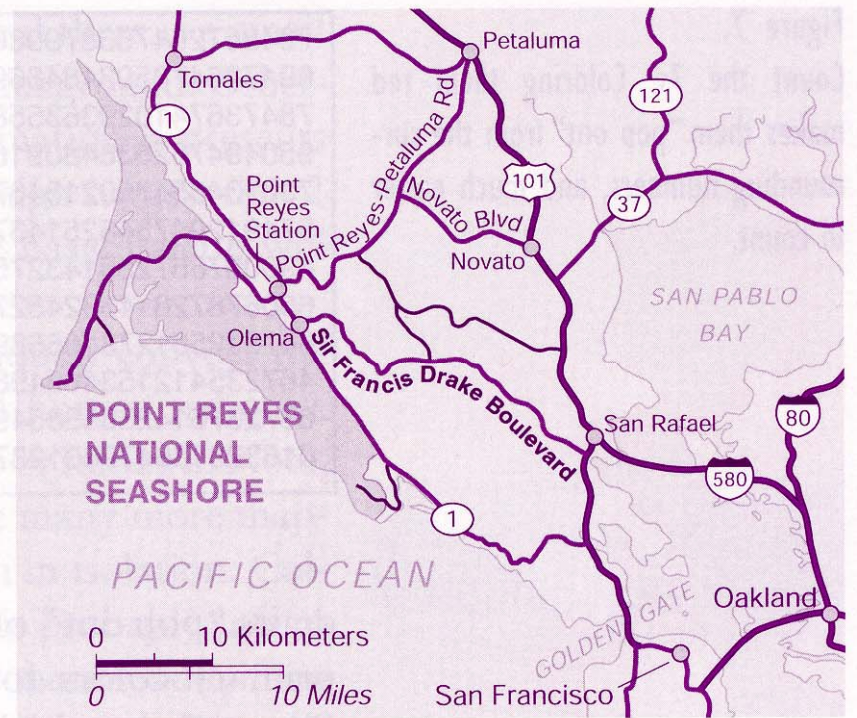 Petaluma
Tomales
121
1
Point Reyes-Petaluma Rd
101
37
Point
Reyes
Station
Novato Blvd
Novato
SAN PABLO
BAY
Olema
Sir Francis Drake Boulevard
POINT REYES
NATIONAL
SEASHORE
San Rafael
80
580
1
PACIFIC OCEAN
Oakland
GOLDEN GATE
0 10 Kilometers
0 10 Miles
San Francisco